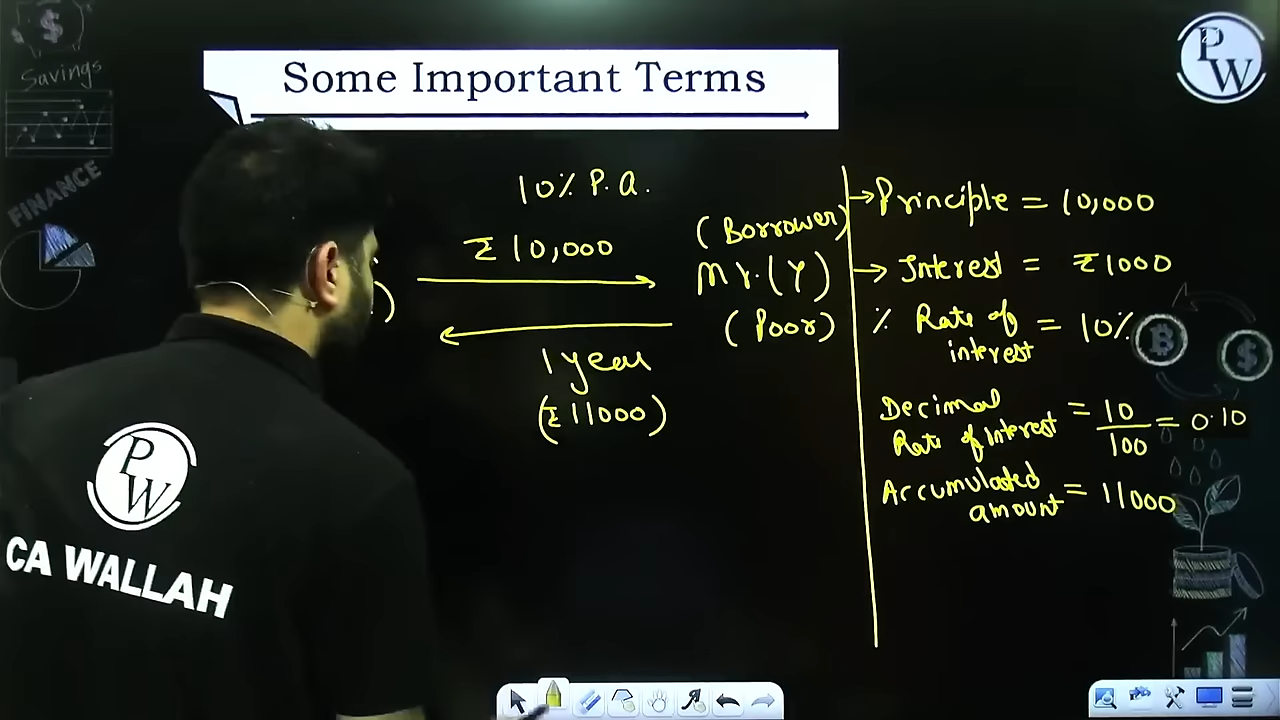 Savings
FINANCE
Some Important Terms
PW
10% P.a.
₹10,000
1 year
(₹11000)
(Borrower)
Mr.(Y)
(Poor)
→ Principle = 10,000
→ Interest = ₹1000
% Rate of interest = 10%
Decimal Rate of Interest = 10/100 = 0.10
Accumulated amount = 11000
PW
CA WALLAH